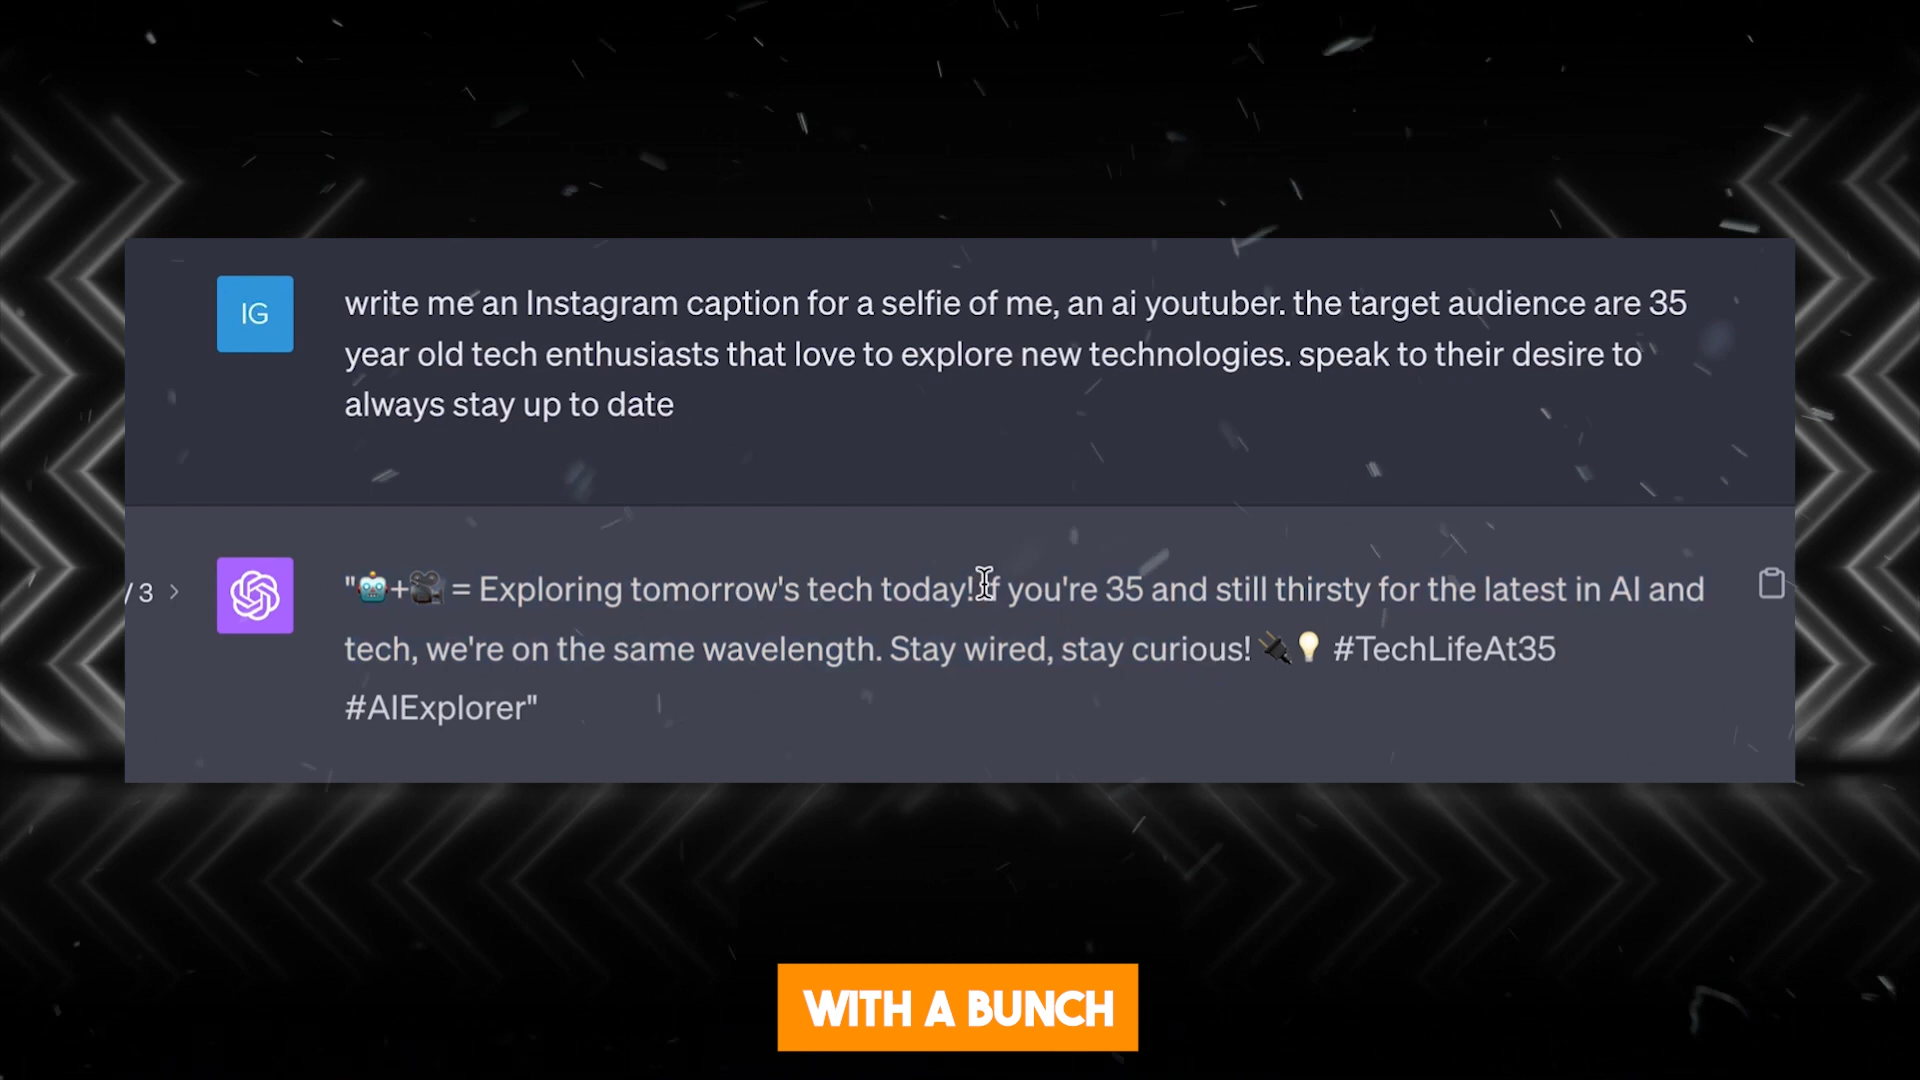 IG
write me an Instagram caption for a selfie of me, an ai youtuber. the target audience are 35
year old tech enthusiasts that love to explore new technologies. speak to their desire to
always stay up to date
/ 3 >
"🤖+🎥 = Exploring tomorrow's tech today! If you're 35 and still thirsty for the latest in AI and
tech, we're on the same wavelength. Stay wired, stay curious! 🔌💡 #TechLifeAt35
#AIExplorer"
WITH A BUNCH